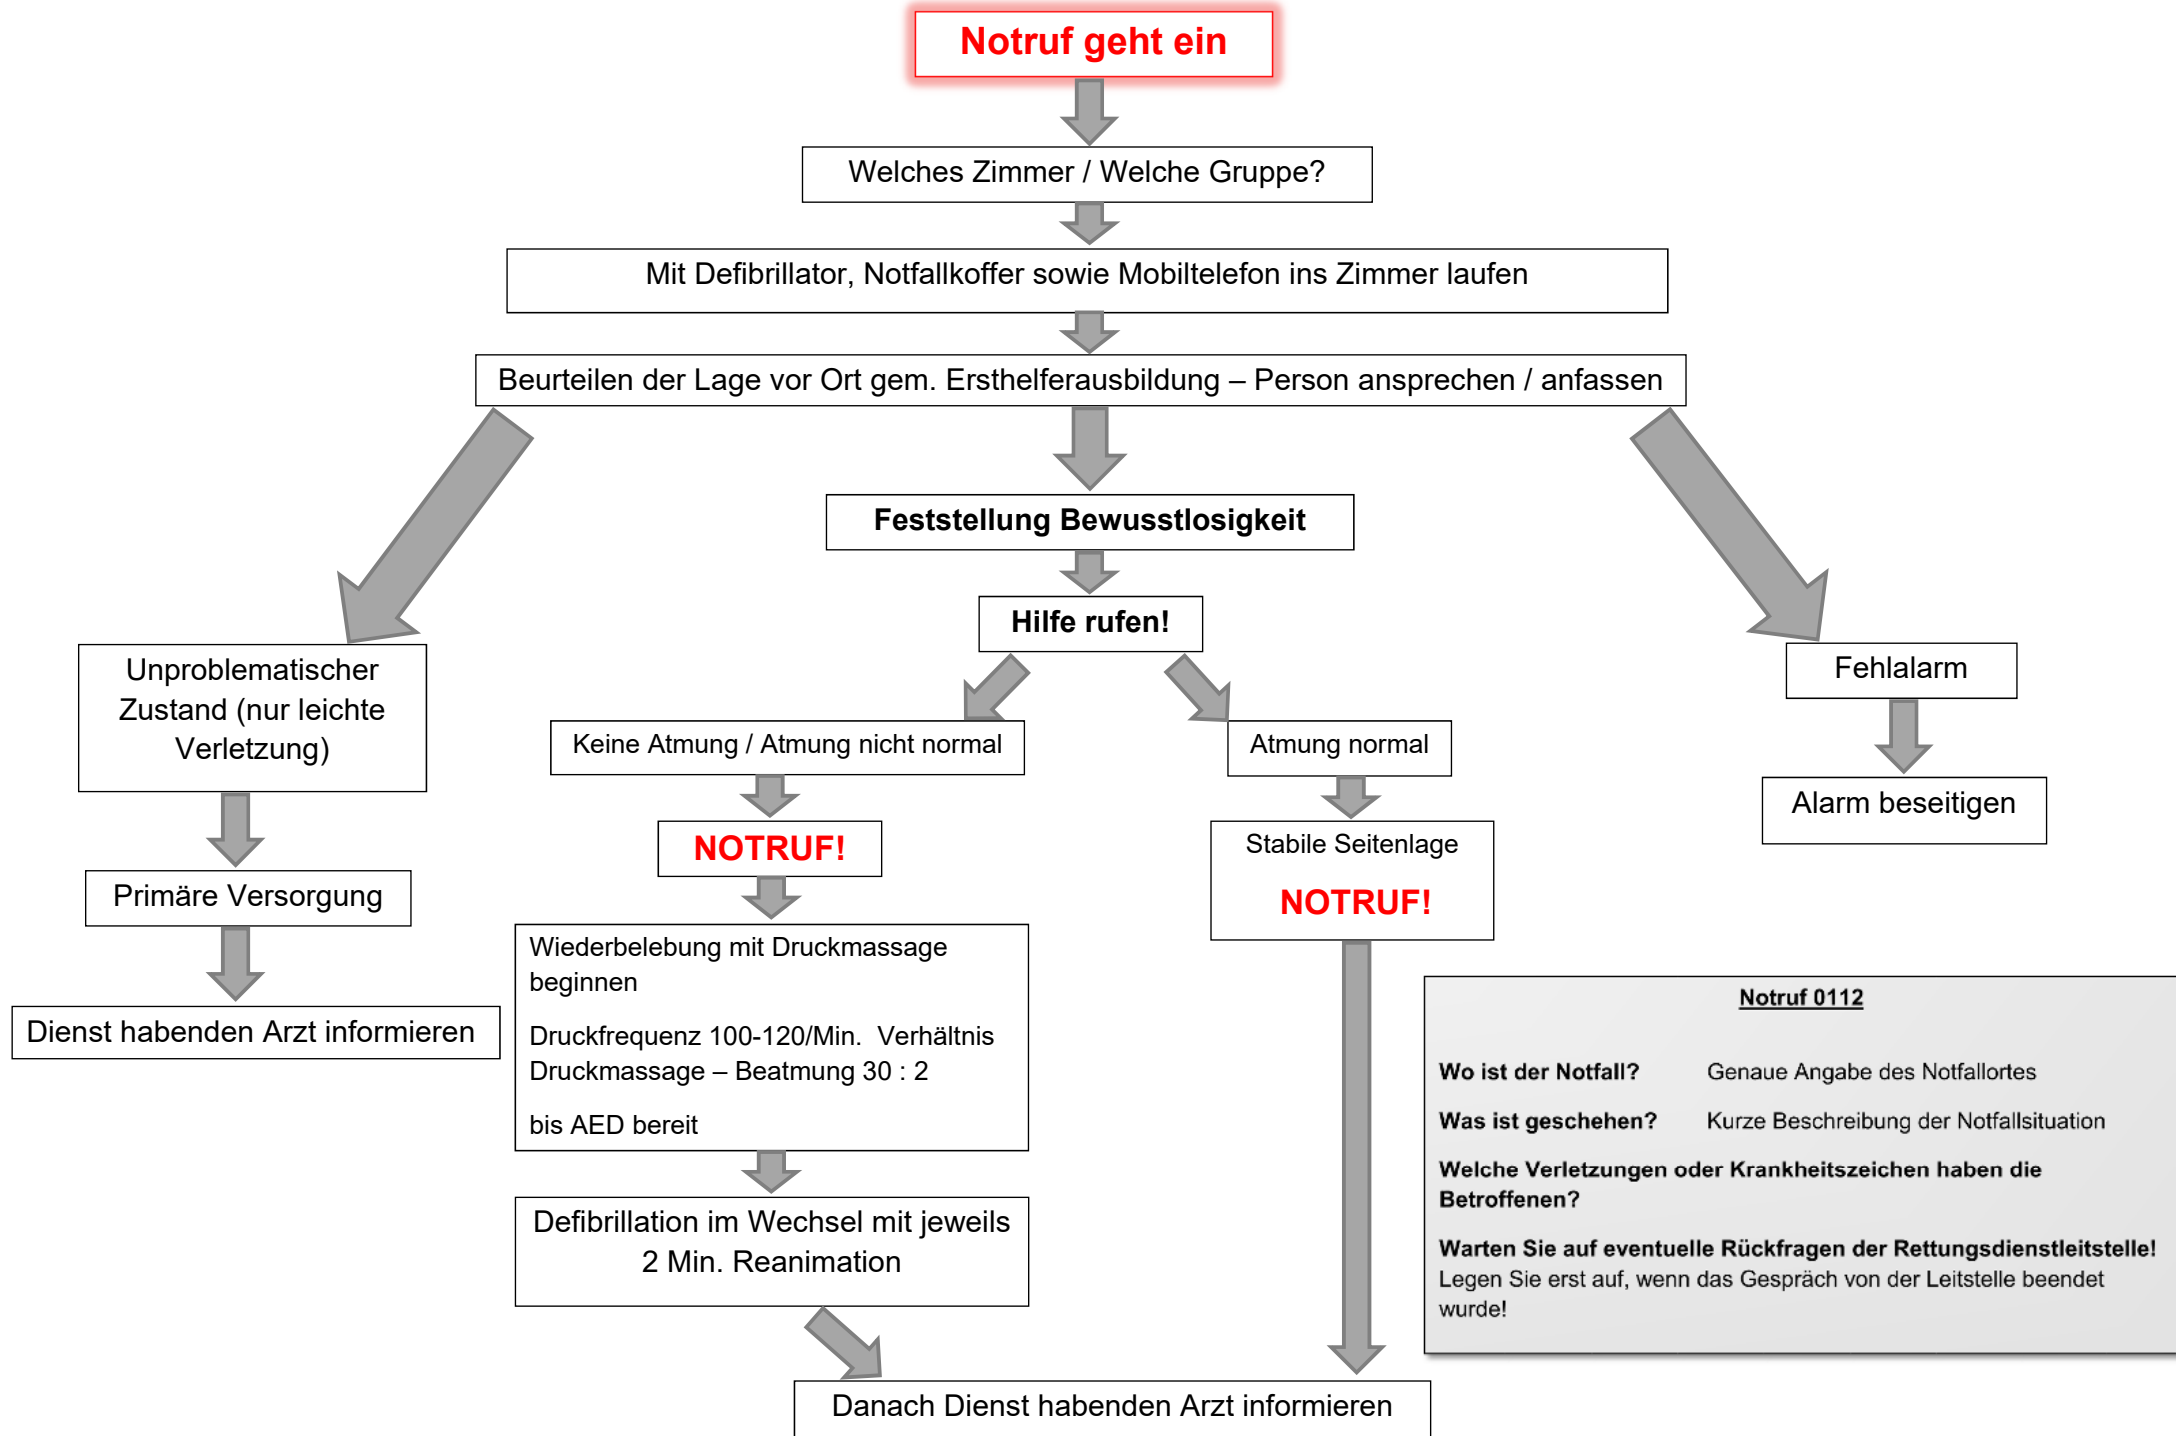 Notruf geht ein
Welches Zimmer / Welche Gruppe?
Mit Defibrillator, Notfallkoffer sowie Mobiltelefon ins Zimmer laufen
Beurteilen der Lage vor Ort gem. Ersthelferausbildung – Person ansprechen / anfassen
Unproblematischer
Zustand (nur leichte
Verletzung)
Primäre Versorgung
Dienst habenden Arzt informieren
Feststellung Bewusstlosigkeit
Hilfe rufen!
Keine Atmung / Atmung nicht normal
NOTRUF!
Wiederbelebung mit Druckmassage
beginnen
Druckfrequenz 100-120/Min.  Verhältnis
Druckmassage – Beatmung 30 : 2
bis AED bereit
Defibrillation im Wechsel mit jeweils
2 Min. Reanimation
Atmung normal
Stabile Seitenlage
NOTRUF!
Danach Dienst habenden Arzt informieren
Fehlalarm
Alarm beseitigen
Notruf 0112
Wo ist der Notfall? Genaue Angabe des Notfallortes
Was ist geschehen? Kurze Beschreibung der Notfallsituation
Welche Verletzungen oder Krankheitszeichen haben die
Betroffenen?
Warten Sie auf eventuelle Rückfragen der Rettungsdienstleitstelle!
Legen Sie erst auf, wenn das Gespräch von der Leitstelle beendet
wurde!